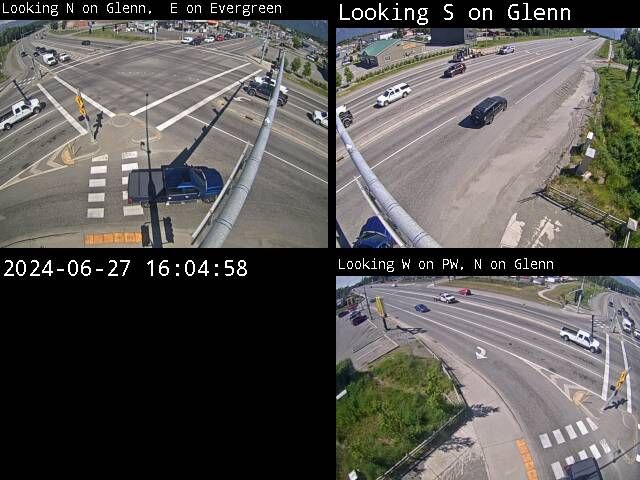 Looking N on Glenn,  E on Evergreen
Looking S on Glenn
2024-06-27 16:04:58
Looking W on PW, N on Glenn